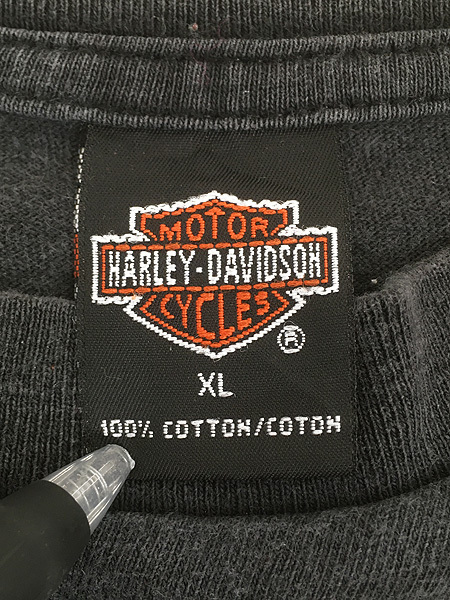 MOTOR
HARLEY-DAVIDSON
CYCLES
®
XL
100% COTTON/COTON